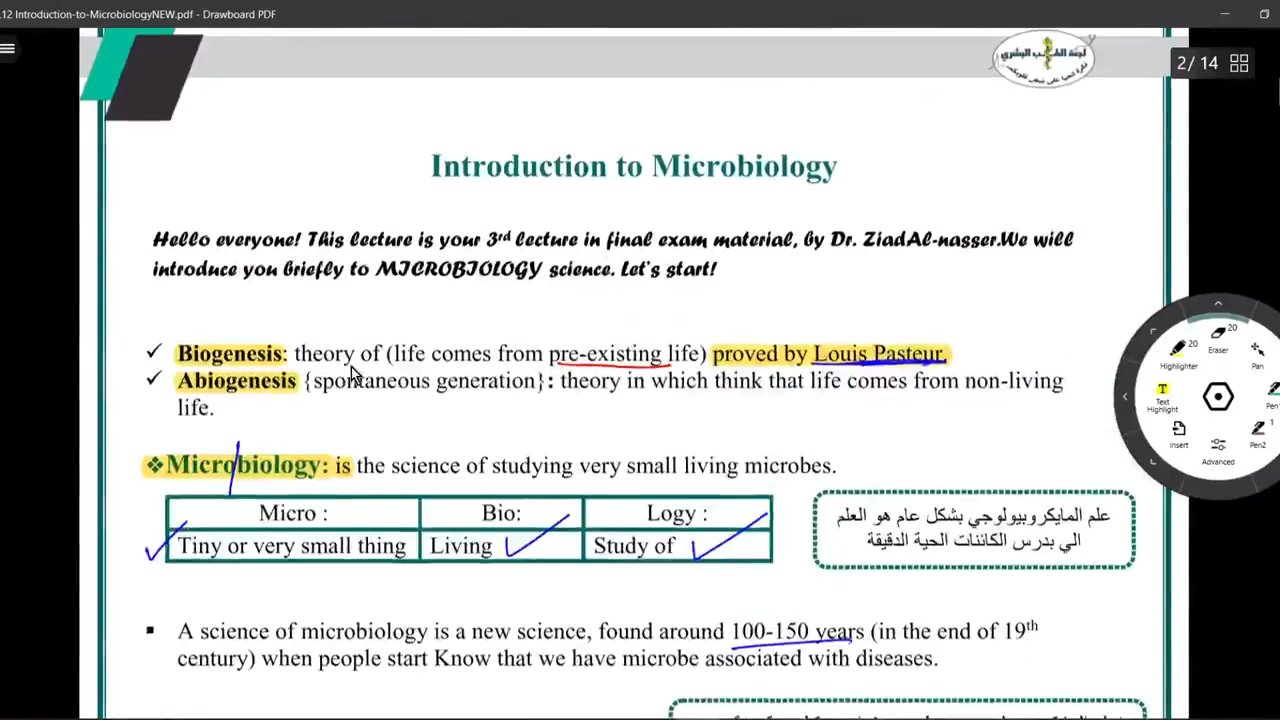 .12 Introduction-to-MicrobiologyNEW.pdf - Drawboard PDF
2 / 14
Introduction to Microbiology
Hello everyone! This lecture is your 3rd lecture in final exam material, by Dr. ZiadAl-nasser.We will
introduce you briefly to MICROBIOLOGY science. Let's start!
✓ Biogenesis: theory of (life comes from pre-existing life) proved by Louis Pasteur.
✓ Abiogenesis {spontaneous generation}: theory in which think that life comes from non-living
life.
❖Microbiology: is the science of studying very small living microbes.
Micro : Bio: Logy :
Tiny or very small thing Living Study of
علم المايكروبيولوجي بشكل عام هو العلم
الي بدرس الكائنات الحية الدقيقة
▪ A science of microbiology is a new science, found around 100-150 years (in the end of 19th
century) when people start Know that we have microbe associated with diseases.
20
Highlighter
20
Eraser
Pan
Text
Highlight
Pen
Insert
Advanced
1
Pen2